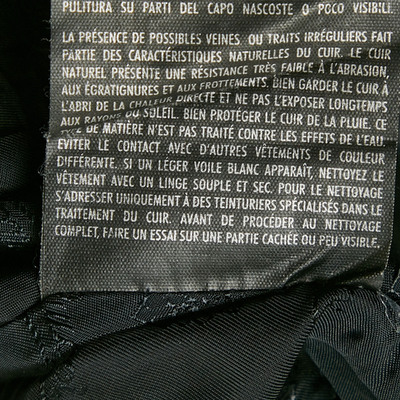 PULITURA SU PARTI DEL CAPO NASCOSTE O POCO VISIBILE.
LA PRÉSENCE DE POSSIBLES VEINES, OU TRAITS IRRÉGULIERS FAIT
PARTIE DES CARACTÉRISTIQUES NATURELLES DU CUIR. LE CUIR
NATUREL PRÉSENTE UNE RÉSISTANCE TRÈS FAIBLE À L'ABRASION,
AUX ÉGRATIGNURES ET AUX FROTTEMENTS. BIEN GARDER LE CUIR À
L'ABRI DE LA CHALEUR DIRECTE ET NE PAS L'EXPOSER LONGTEMPS
AUX RAYONS DU SOLEIL. BIEN PROTÉGER LE CUIR DE LA PLUIE. CE
DE MATIÈRE N'EST PAS TRAITÉ CONTRE LES EFFETS DE L'EAU
ÉVITER LE CONTACT AVEC D'AUTRES VÊTEMENTS DE COULEUR
DIFFÉRENTE. SI UN LÉGER VOILE BLANC APPARAÎT, NETTOYEZ LE
VÊTEMENT AVEC UN LINGE SOUPLE ET SEC. POUR LE NETTOYAGE
S'ADRESSER UNIQUEMENT À DES TEINTURIERS SPÉCIALISÉS DANS LE
TRAITEMENT DU CUIR. AVANT DE PROCÉDER AU NETTOYAGE
COMPLET, FAIRE UN ESSAI SUR UNE PARTIE CACHÉE OU PEU VISIBLE.